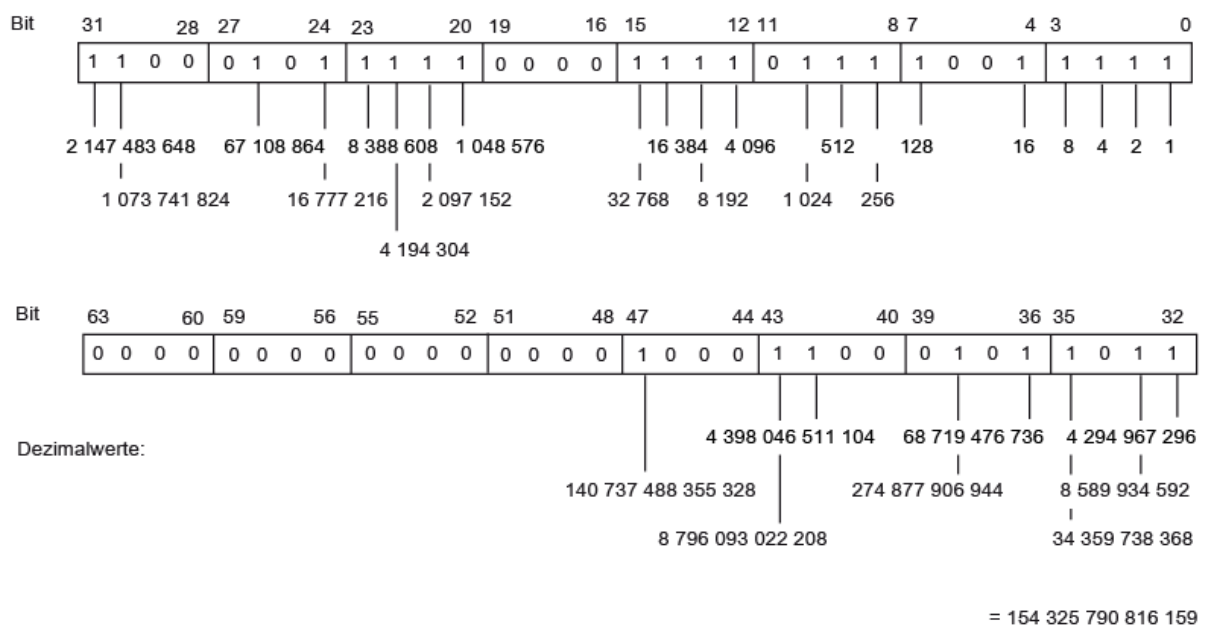 Bit 31 28 27 24 23 20 19 16 15 12 11 8 7 4 3 0
1 1 0 0 0 1 0 1 1 1 1 1 0 0 0 0 1 1 1 1 0 1 1 1 1 0 0 1 1 1 1 1
2 147 483 648 67 108 864 8 388 608 1 048 576 16 384 4 096 512 128 16 8 4 2 1
1 073 741 824 16 777 216 2 097 152 32 768 8 192 1 024 256
4 194 304
Bit 63 60 59 56 55 52 51 48 47 44 43 40 39 36 35 32
0 0 0 0 0 0 0 0 0 0 0 0 0 0 0 0 1 0 0 0 1 1 0 0 0 1 0 1 1 0 1 1
4 398 046 511 104 68 719 476 736 4 294 967 296
Dezimalwerte:
140 737 488 355 328 274 877 906 944 8 589 934 592
8 796 093 022 208 34 359 738 368
= 154 325 790 816 159